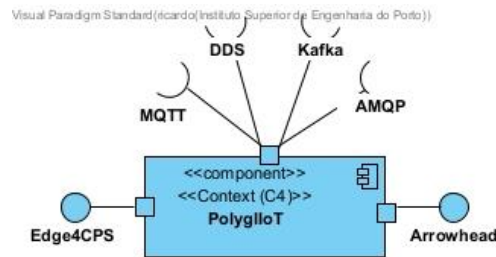 Visual Paradigm Standard(ricardo(Instituto Superior de Engenharia do Porto))
DDS
Kafka
MQTT
AMQP
<<component>>
<<Context (C4)>>
PolyglIoT
Edge4CPS
Arrowhead